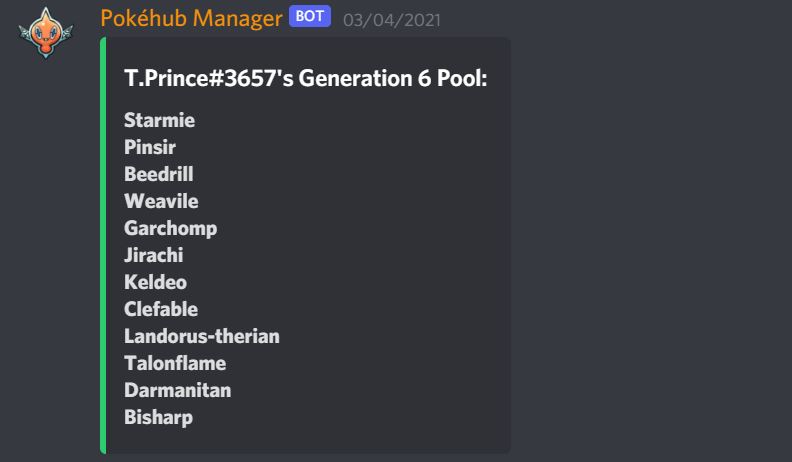 Pokéhub Manager BOT 03/04/2021
T.Prince#3657's Generation 6 Pool:
Starmie
Pinsir
Beedrill
Weavile
Garchomp
Jirachi
Keldeo
Clefable
Landorus-therian
Talonflame
Darmanitan
Bisharp